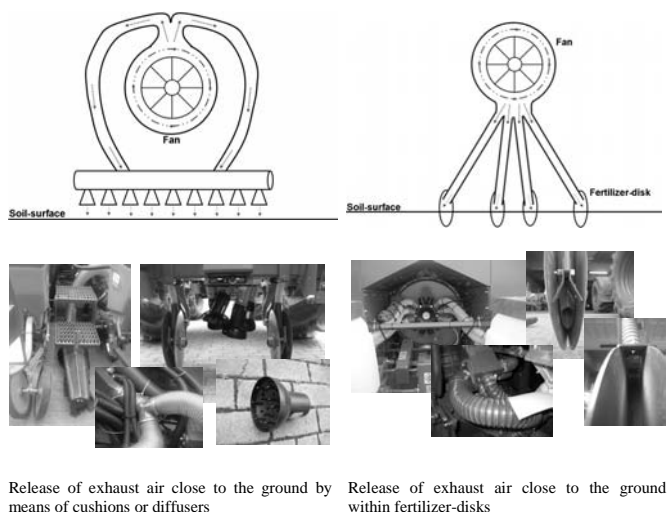 Fan
Soil-surface
Fan
Fertilizer-disk
Soil-surface
Release of exhaust air close to the ground by
means of cushions or diffusers
Release of exhaust air close to the ground
within fertilizer-disks